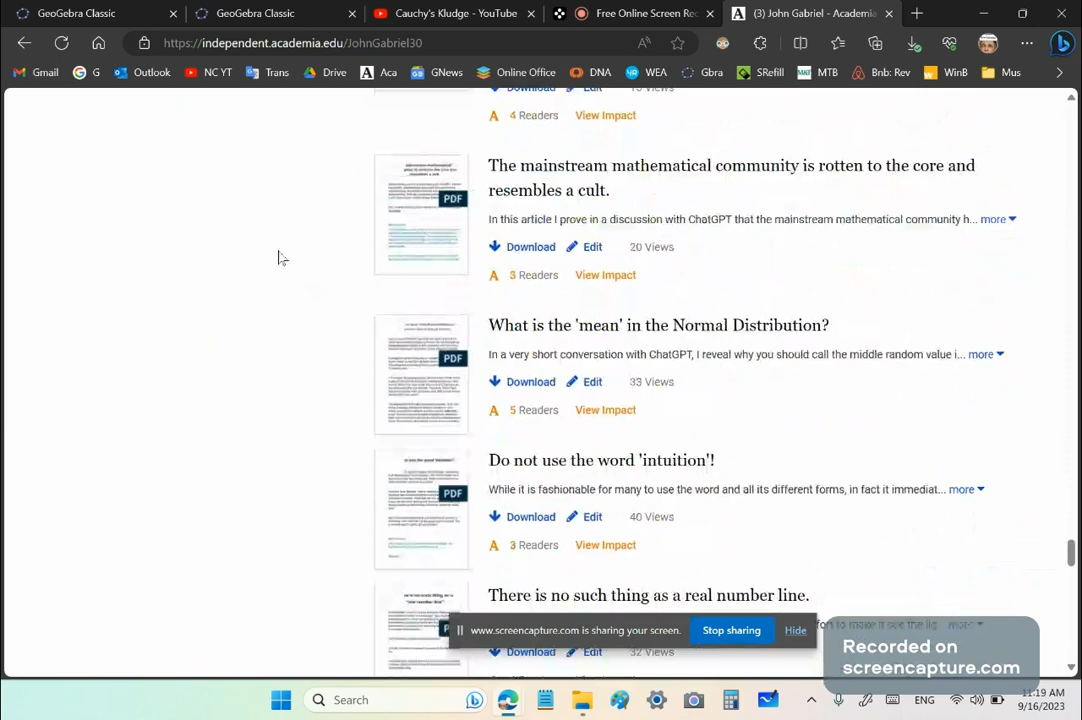 GeoGebra Classic
GeoGebra Classic
Cauchy's Kludge - YouTube
Free Online Screen Rec
(3) John Gabriel - Academia
https://independent.academia.edu/JohnGabriel30
Gmail G Outlook NC YT Trans Drive Aca GNews Online Office DNA WEA Gbra SRefill MTB Bnb: Rev WinB Mus
Download Edit 15 Views
4 Readers View Impact
The mainstream mathematical community is rotten to the core and
resembles a cult.
PDF
In this article I prove in a discussion with ChatGPT that the mainstream mathematical community h... more
Download Edit 20 Views
3 Readers View Impact
What is the 'mean' in the Normal Distribution?
PDF
In a very short conversation with ChatGPT, I reveal why you should call the middle random value i... more
Download Edit 33 Views
5 Readers View Impact
Do not use the word 'intuition'!
PDF
While it is fashionable for many to use the word and all its different forms, in fact it immediat... more
Download Edit 40 Views
3 Readers View Impact
There is no such thing as a real number line.
www.screencapture.com is sharing your screen. Stop sharing Hide
Download Edit 32 Views
Recorded on
screencapture.com
Search
ENG
11:19 AM
9/16/2023